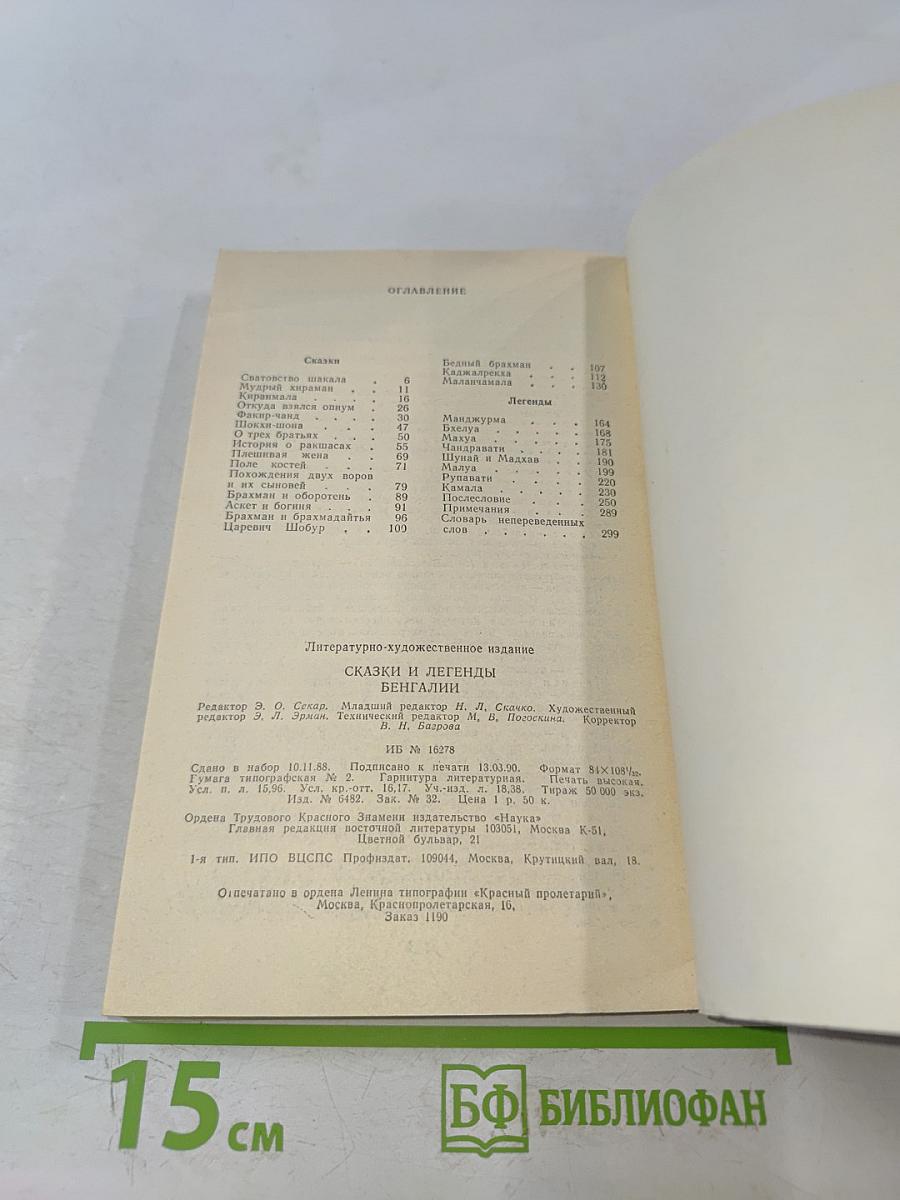 ОГЛАВЛЕНИЕ
Сказки
Сватовство шакала . 6
Мудрый хираман . . 11
Киранмала . . . . 16
Откуда взялся опиум . 26
Факир-чанд . . . . 30
Шокхи-шона . . . 47
О трех братьях . . 50
История о ракшасах . 55
Плешивая жена . . 69
Поле костей . . . 71
Похождения двух воров
и их сыновей . . . 79
Брахман и оборотень . 89
Аскет и богиня . . 91
Брахман и брахмадайтья 96
Царевич Шобур . . 100
Бедный брахман . . 107
Каджалрекха . . . 112
Маланчамала . . . 130
Легенды
Манджурма . . . 164
Бхелуа . . . . . 168
Махуа . . . . . 175
Чандравати . . . . 181
Шунай и Мадхав . . 190
Малуа . . . . . 199
Рупавати . . . . 220
Камала . . . . . 230
Послесловие . . . 250
Примечания . . . 289
Словарь непереведенных
слов . . . . . . 299
Литературно-художественное издание
СКАЗКИ И ЛЕГЕНДЫ
БЕНГАЛИИ
Редактор Э. О. Секар. Младший редактор Н. Л. Скачко. Художественный
редактор Э. Л. Эрман. Технический редактор М. В. Погоскина. Корректор
В. Н. Багрова
ИБ № 16278
Сдано в набор 10.11.88. Подписано к печати 13.03.90. Формат 84×108¹/₃₂.
Бумага типографская № 2. Гарнитура литературная. Печать высокая.
Усл. п. л. 15,96. Усл. кр.-отт. 16,17. Уч.-изд. л. 18,38. Тираж 50 000 экз.
Изд. № 6482. Зак. № 32. Цена 1 р. 50 к.
Ордена Трудового Красного Знамени издательство «Наука»
Главная редакция восточной литературы 103051, Москва К-51,
Цветной бульвар, 21
1-я тип. ИПО ВЦСПС Профиздат. 109044, Москва, Крутицкий вал, 18.
Отпечатано в ордена Ленина типографии «Красный пролетарий»,
Москва, Краснопролетарская, 16.
Заказ 1190
15 см
БФ БИБЛИОФАН